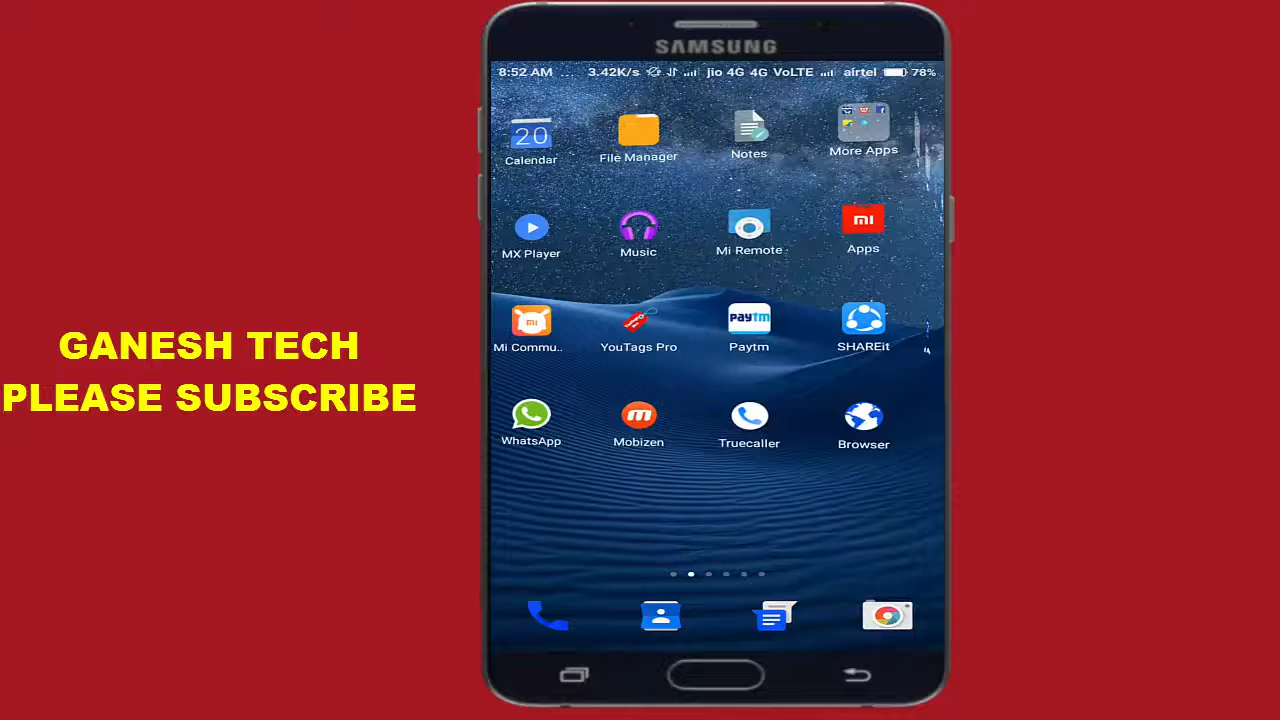 SAMSUNG
8:52 AM ... 3.42K/s jio 4G 4G VoLTE airtel 78%
20
Calendar File Manager Notes More Apps
mi
MX Player Music Mi Remote Apps
mi paytm
Mi Commu.. YouTags Pro Paytm SHAREit
GANESH TECH
PLEASE SUBSCRIBE
m
WhatsApp Mobizen Truecaller Browser